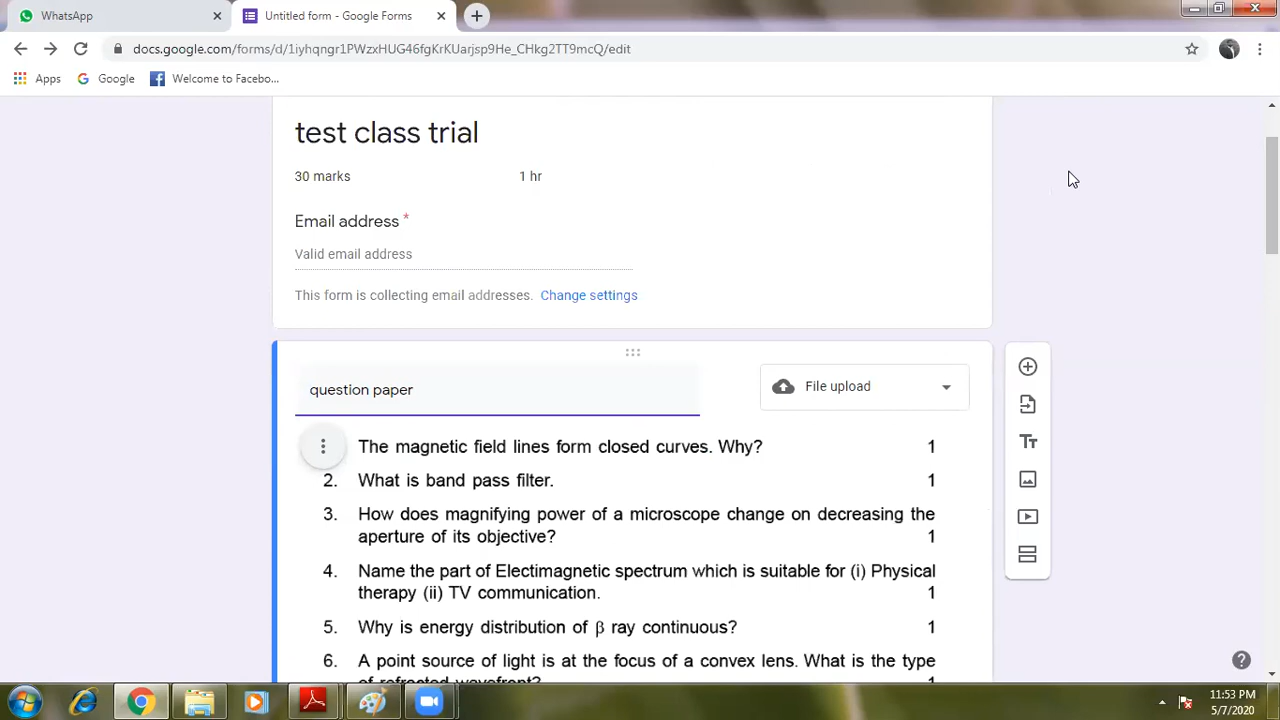 WhatsApp
Untitled form - Google Forms
docs.google.com/forms/d/1iyhqngr1PWzxHUG46fgKrKUarjsp9He_CHkg2TT9mcQ/edit
Apps
Google
Welcome to Facebo...
test class trial
30 marks 1 hr
Email address *
Valid email address
This form is collecting email addresses. Change settings
question paper
File upload
The magnetic field lines form closed curves. Why? 1
2. What is band pass filter. 1
3. How does magnifying power of a microscope change on decreasing the
aperture of its objective? 1
4. Name the part of Electimagnetic spectrum which is suitable for (i) Physical
therapy (ii) TV communication. 1
5. Why is energy distribution of β ray continuous? 1
6. A point source of light is at the focus of a convex lens. What is the type
of refracted wavefront? 1
11:53 PM
5/7/2020